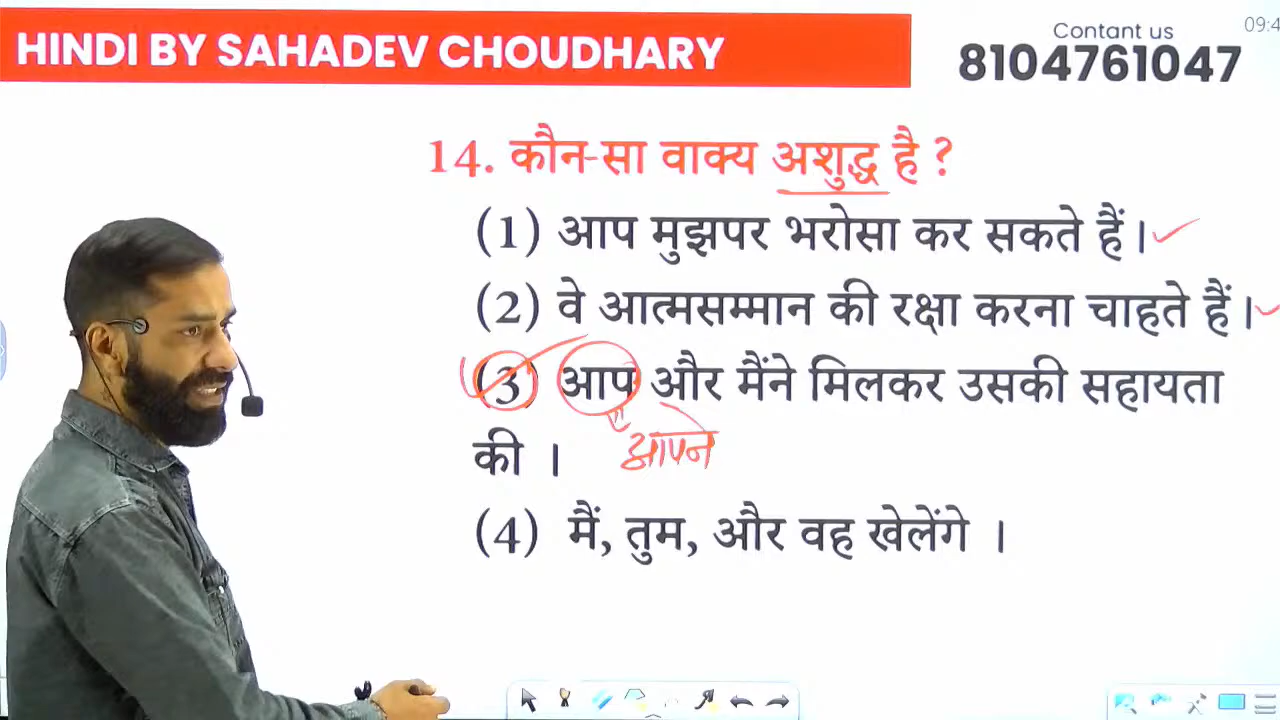 HINDI BY SAHADEV CHOUDHARY
Contant us
8104761047
09:4
14. कौन-सा वाक्य अशुद्ध है ?
(1) आप मुझपर भरोसा कर सकते हैं।
(2) वे आत्मसम्मान की रक्षा करना चाहते हैं।
(3) आप और मैंने मिलकर उसकी सहायता
की ।
आपने
(4) मैं, तुम, और वह खेलेंगे ।